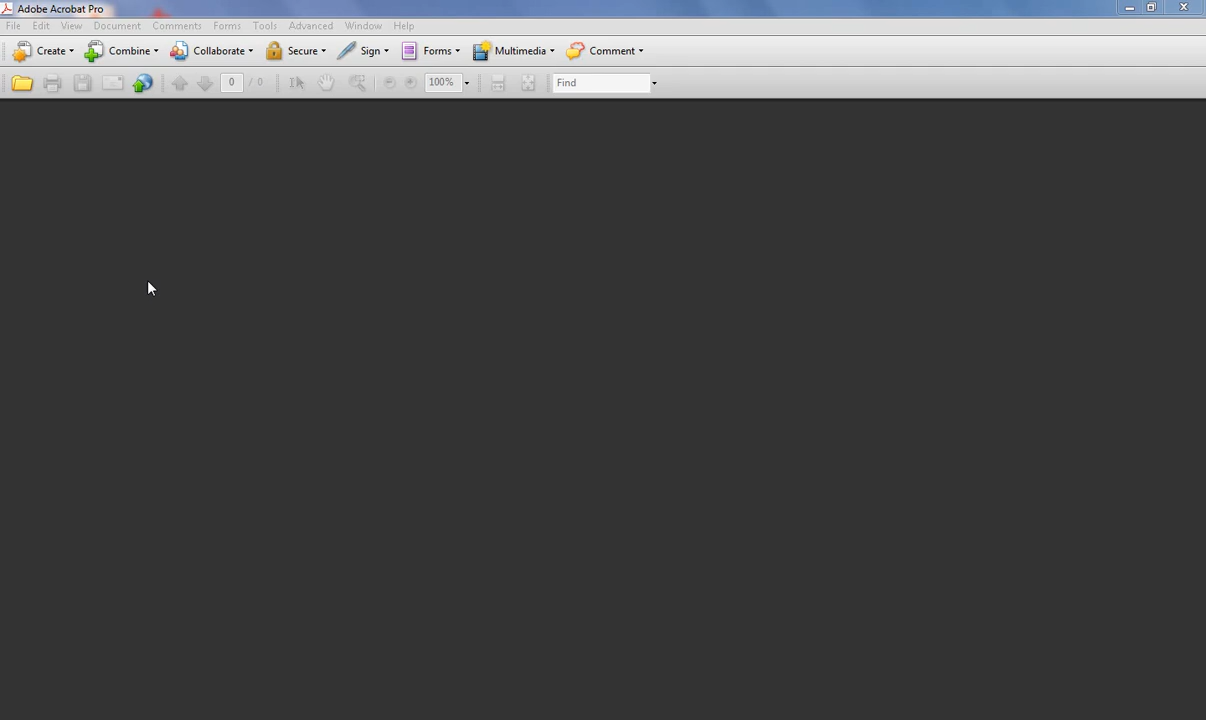 Adobe Acrobat Pro
File Edit View Document Comments Forms Tools Advanced Window Help
Create Combine Collaborate Secure Sign Forms Multimedia Comment
0 / 0 100% Find